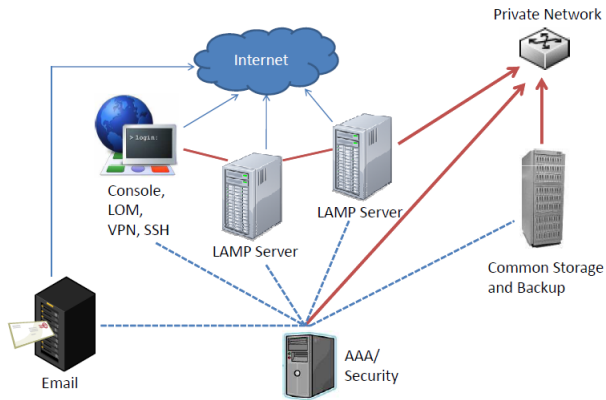 Private Network
Internet
> login:
Console,
LOM,
VPN, SSH
LAMP Server
LAMP Server
Common Storage
and Backup
AAA/
Security
Email